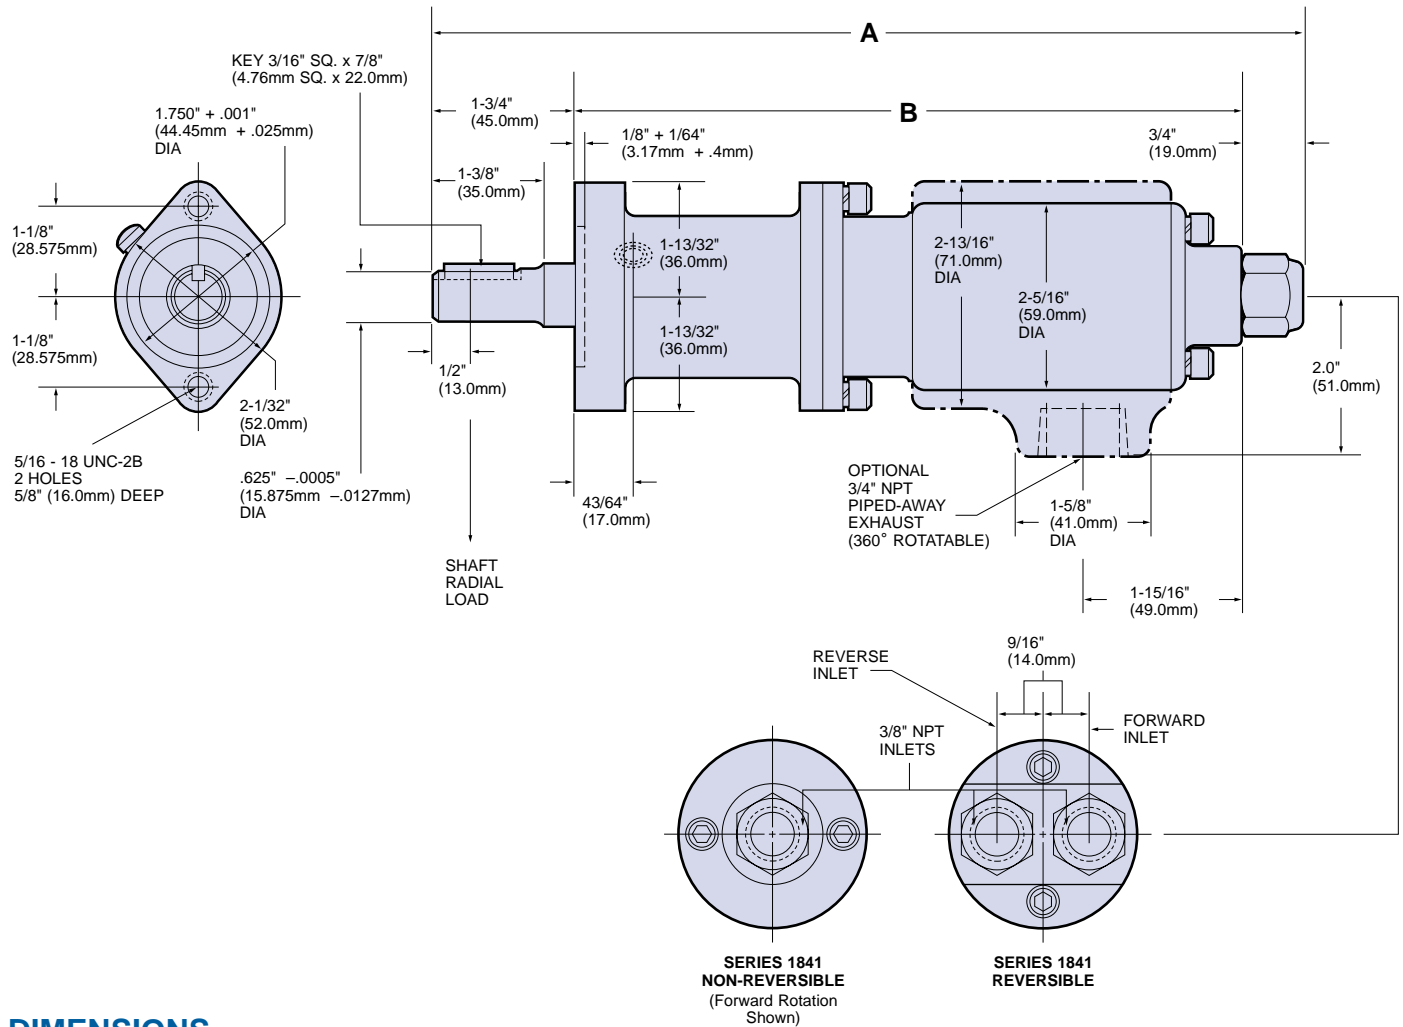 A
KEY 3/16" SQ. x 7/8"
(4.76mm SQ. x 22.0mm)
1.750" + .001"
(44.45mm + .025mm)
DIA
1-3/4"
(45.0mm)
B
1/8" + 1/64"
(3.17mm + .4mm)
3/4"
(19.0mm)
1-3/8"
(35.0mm)
1-1/8"
(28.575mm)
1-1/8"
(28.575mm)
1-13/32"
(36.0mm)
1-13/32"
(36.0mm)
2-13/16"
(71.0mm)
DIA
2-5/16"
(59.0mm)
DIA
2.0"
(51.0mm)
1/2"
(13.0mm)
2-1/32"
(52.0mm)
DIA
5/16 - 18 UNC-2B
2 HOLES
5/8" (16.0mm) DEEP
.625" –.0005"
(15.875mm –.0127mm)
DIA
43/64"
(17.0mm)
OPTIONAL
3/4" NPT
PIPED-AWAY
EXHAUST
(360° ROTATABLE)
1-5/8"
(41.0mm)
DIA
SHAFT
RADIAL
LOAD
1-15/16"
(49.0mm)
9/16"
(14.0mm)
REVERSE
INLET
3/8" NPT
INLETS
FORWARD
INLET
SERIES 1841
NON-REVERSIBLE
(Forward Rotation
Shown)
SERIES 1841
REVERSIBLE
DIMENSIONS